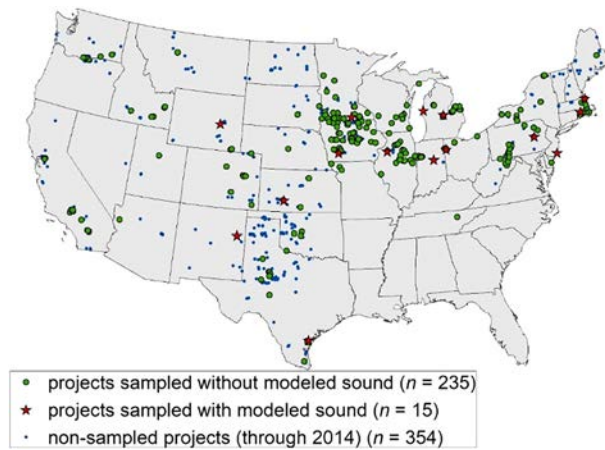 projects sampled without modeled sound (n = 235)
projects sampled with modeled sound (n = 15)
non-sampled projects (through 2014) (n = 354)